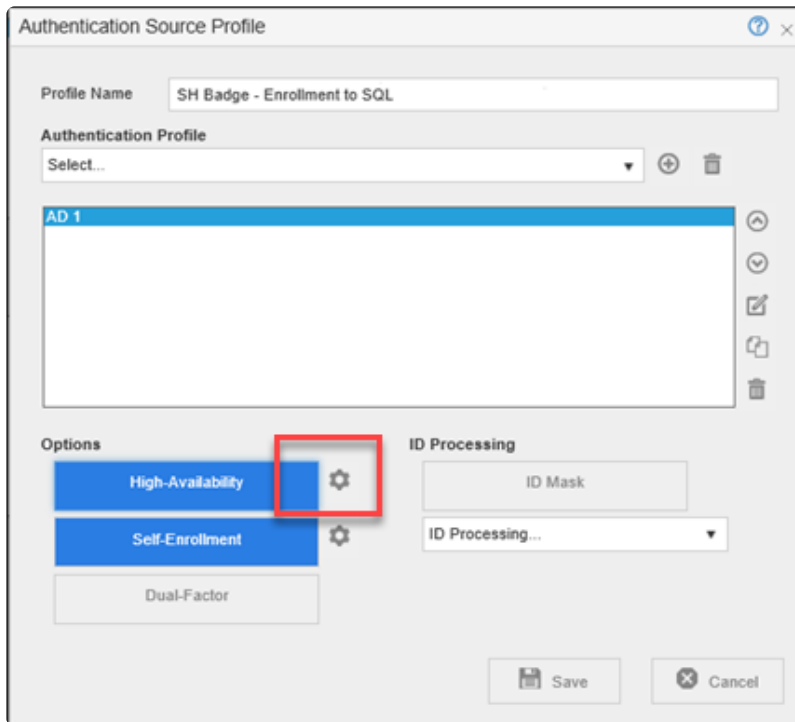 Authentication Source Profile
Profile Name SH Badge - Enrollment to SQL
Authentication Profile
Select...
AD 1
Options
High-Availability
Self-Enrollment
Dual-Factor
ID Processing
ID Mask
ID Processing...
Save Cancel